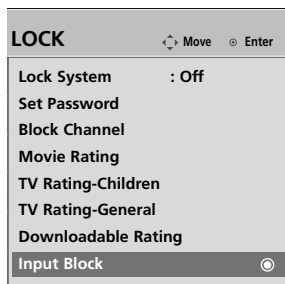 LOCK Move Enter
Lock System : Off
Set Password
Block Channel
Movie Rating
TV Rating-Children
TV Rating-General
Downloadable Rating
Input Block